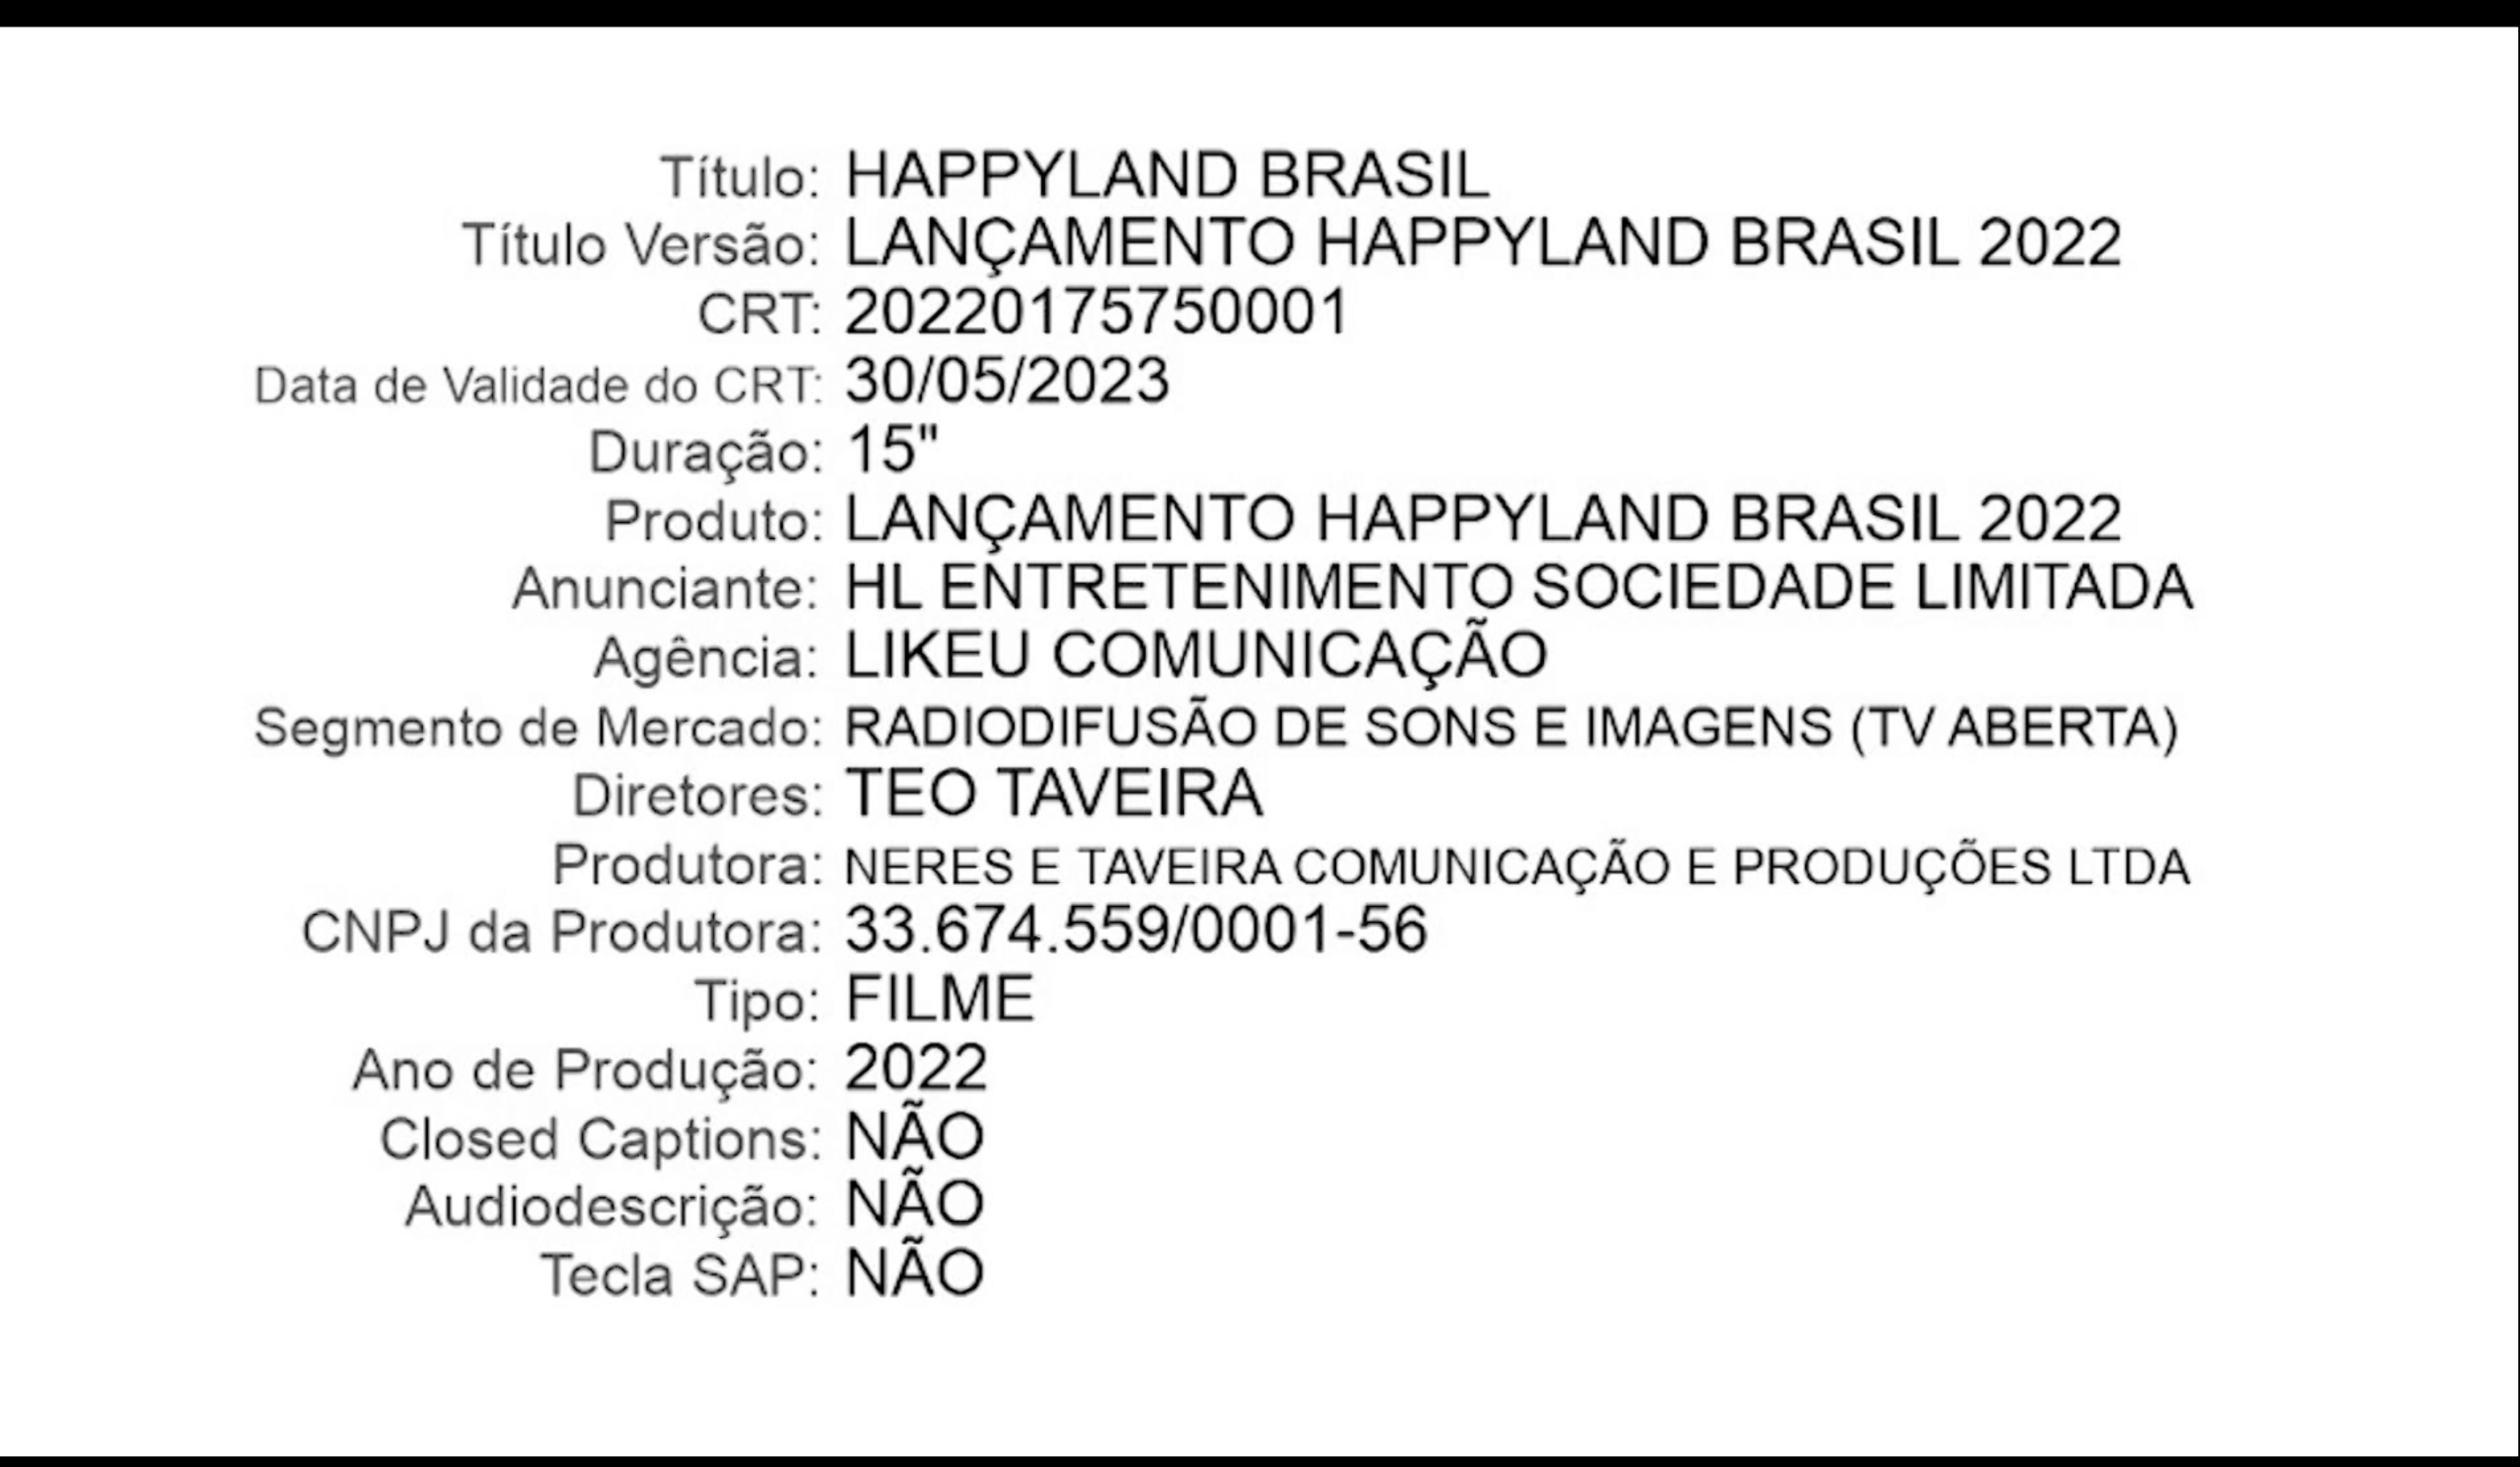 Título: HAPPYLAND BRASIL
Título Versão: LANÇAMENTO HAPPYLAND BRASIL 2022
CRT: 20220175750001
Data de Validade do CRT: 30/05/2023
Duração: 15"
Produto: LANÇAMENTO HAPPYLAND BRASIL 2022
Anunciante: HL ENTRETENIMENTO SOCIEDADE LIMITADA
Agência: LIKEU COMUNICAÇÃO
Segmento de Mercado: RADIODIFUSÃO DE SONS E IMAGENS (TV ABERTA)
Diretores: TEO TAVEIRA
Produtora: NERES E TAVEIRA COMUNICAÇÃO E PRODUÇÕES LTDA
CNPJ da Produtora: 33.674.559/0001-56
Tipo: FILME
Ano de Produção: 2022
Closed Captions: NÃO
Audiodescrição: NÃO
Tecla SAP: NÃO